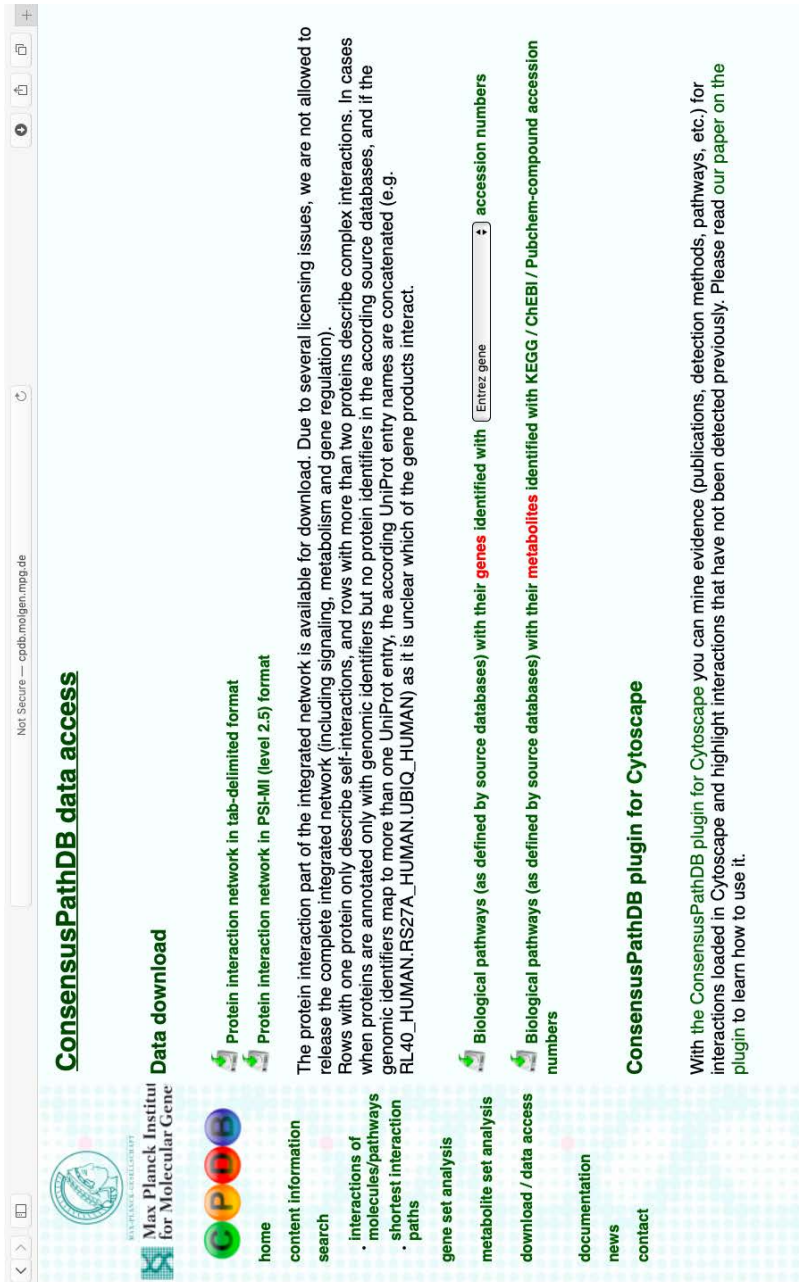 Not Secure — cpdb.molgen.mpg.de
MAX-PLANCK-GESELLSCHAFT
Max Planck Institut
for Molecular Gene
C P D B
home
content information
search
interactions of
· molecules/pathways
shortest interaction
· paths
gene set analysis
metabolite set analysis
download / data access
documentation
news
contact
ConsensusPathDB data access
Data download
Protein interaction network in tab-delimited format
Protein interaction network in PSI-MI (level 2.5) format
The protein interaction part of the integrated network is available for download. Due to several licensing issues, we are not allowed to
release the complete integrated network (including signaling, metabolism and gene regulation).
Rows with one protein only describe self-interactions, and rows with more than two proteins describe complex interactions. In cases
when proteins are annotated only with genomic identifiers but no protein identifiers in the according source databases, and if the
genomic identifiers map to more than one UniProt entry, the according UniProt entry names are concatenated (e.g.
RL40_HUMAN.RS27A_HUMAN.UBIQ_HUMAN) as it is unclear which of the gene products interact.
Biological pathways (as defined by source databases) with their genes identified with Entrez gene accession numbers
Biological pathways (as defined by source databases) with their metabolites identified with KEGG / ChEBI / Pubchem-compound accession
numbers
ConsensusPathDB plugin for Cytoscape
With the ConsensusPathDB plugin for Cytoscape you can mine evidence (publications, detection methods, pathways, etc.) for
interactions loaded in Cytoscape and highlight interactions that have not been detected previously. Please read our paper on the
plugin to learn how to use it.